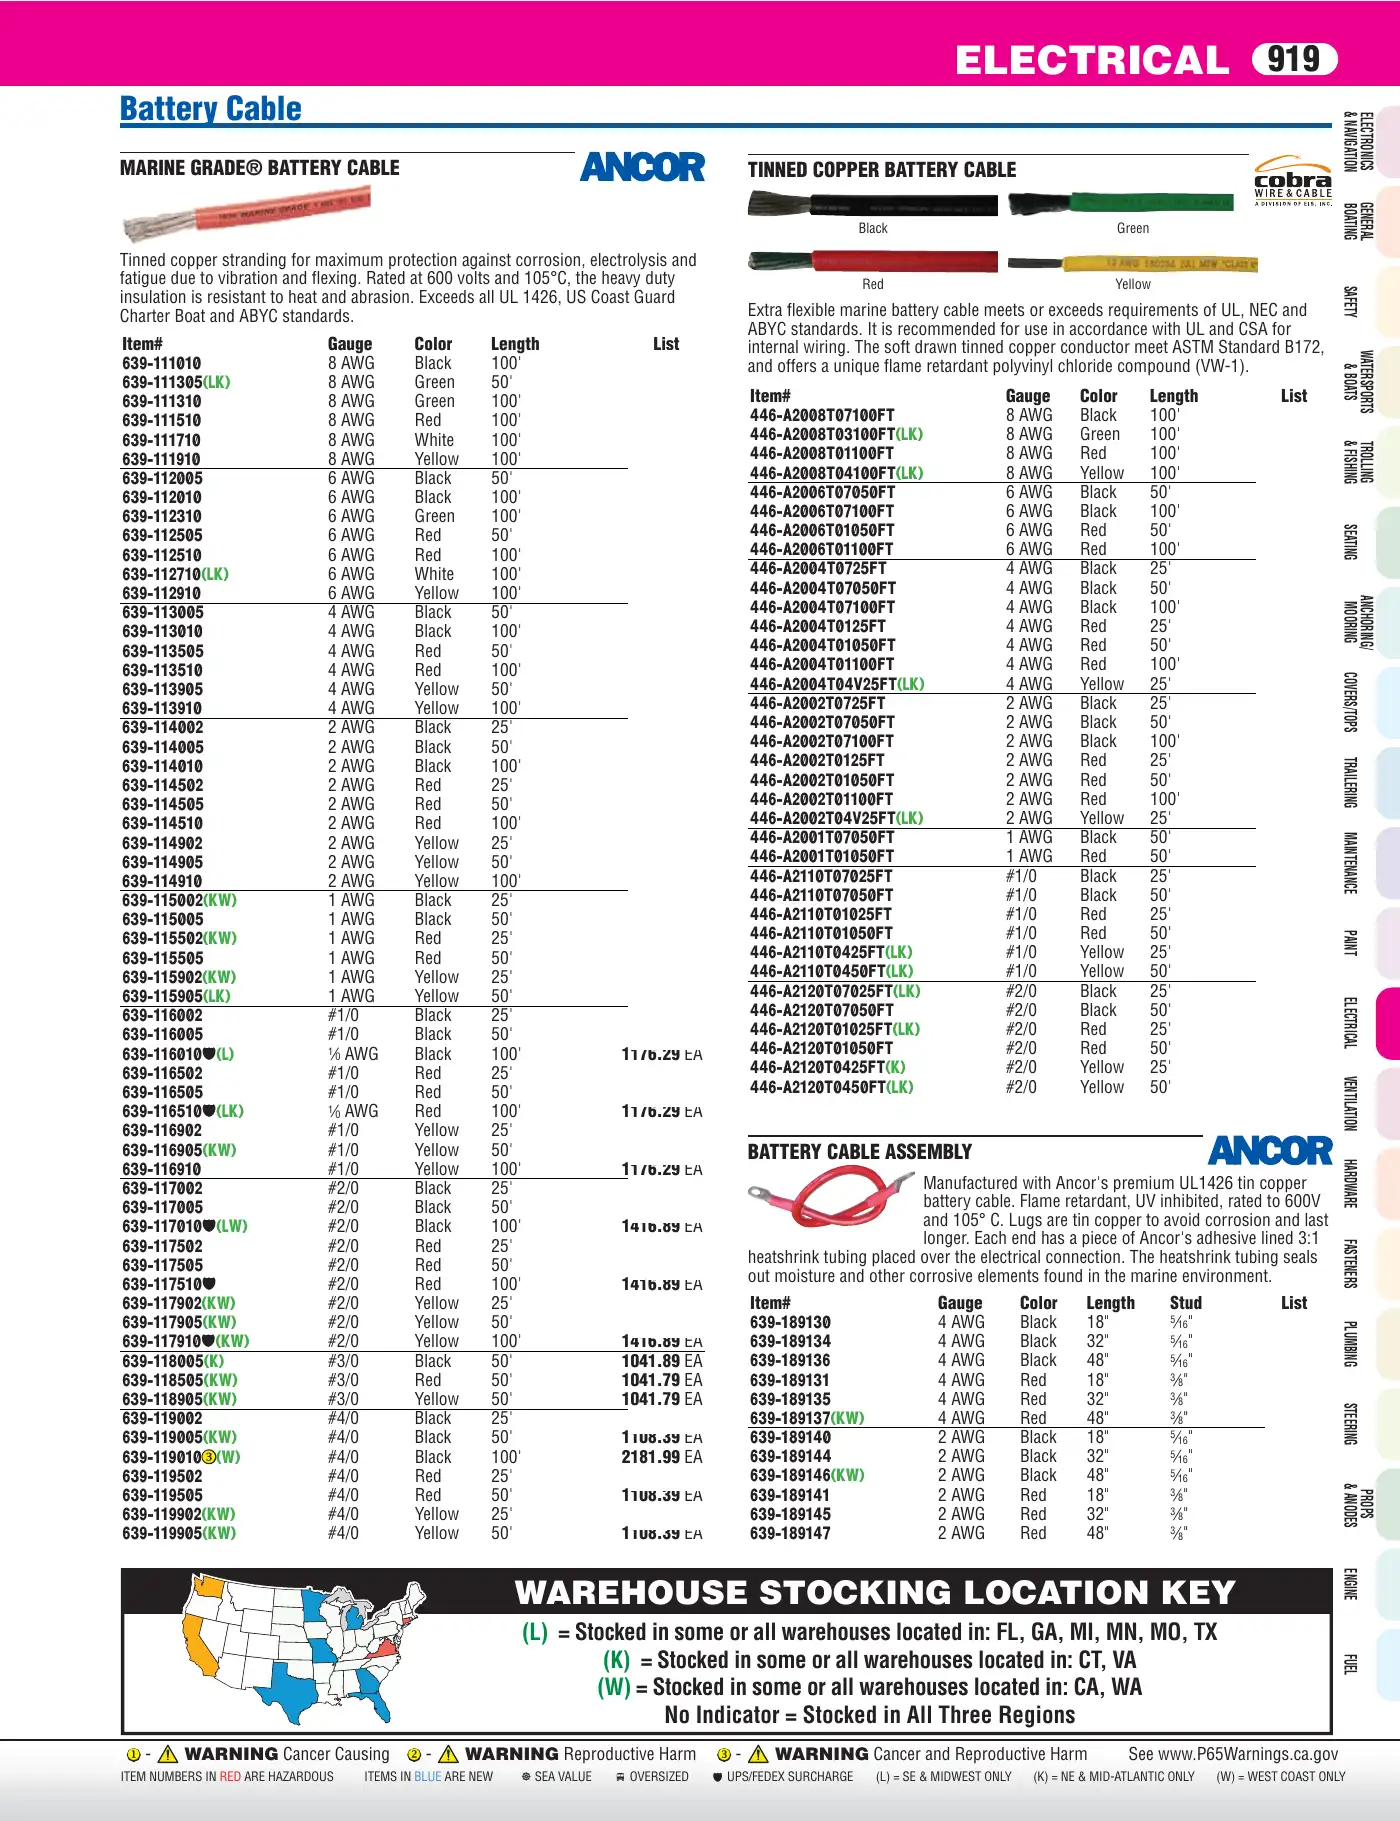 ELECTRICAL 919
Battery Cable
MARINE GRADE® BATTERY CABLE
ANCOR
Tinned copper stranding for maximum protection against corrosion, electrolysis and
fatigue due to vibration and flexing. Rated at 600 volts and 105°C, the heavy duty
insulation is resistant to heat and abrasion. Exceeds all UL 1426, US Coast Guard
Charter Boat and ABYC standards.
Item# Gauge Color Length List
639-111010 8 AWG Black 100'
639-111305(LK) 8 AWG Green 50'
639-111310 8 AWG Green 100'
639-111510 8 AWG Red 100'
639-111710 8 AWG White 100'
639-111910 8 AWG Yellow 100'
639-112005 6 AWG Black 50'
639-112010 6 AWG Black 100'
639-112310 6 AWG Green 100'
639-112505 6 AWG Red 50'
639-112510 6 AWG Red 100'
639-112710(LK) 6 AWG White 100'
639-112910 6 AWG Yellow 100'
639-113005 4 AWG Black 50'
639-113010 4 AWG Black 100'
639-113505 4 AWG Red 50'
639-113510 4 AWG Red 100'
639-113905 4 AWG Yellow 50'
639-113910 4 AWG Yellow 100'
639-114002 2 AWG Black 25'
639-114005 2 AWG Black 50'
639-114010 2 AWG Black 100'
639-114502 2 AWG Red 25'
639-114505 2 AWG Red 50'
639-114510 2 AWG Red 100'
639-114902 2 AWG Yellow 25'
639-114905 2 AWG Yellow 50'
639-114910 2 AWG Yellow 100'
639-115002(KW) 1 AWG Black 25'
639-115005 1 AWG Black 50'
639-115502(KW) 1 AWG Red 25'
639-115505 1 AWG Red 50'
639-115902(KW) 1 AWG Yellow 25'
639-115905(LK) 1 AWG Yellow 50'
639-116002 #1/0 Black 25'
639-116005 #1/0 Black 50'
639-116010(L) 1/0 AWG Black 100' 1176.29 EA
639-116502 #1/0 Red 25'
639-116505 #1/0 Red 50'
639-116510(LK) 1/0 AWG Red 100' 1176.29 EA
639-116902 #1/0 Yellow 25'
639-116905(KW) #1/0 Yellow 50'
639-116910 #1/0 Yellow 100' 1176.29 EA
639-117002 #2/0 Black 25'
639-117005 #2/0 Black 50'
639-117010(LW) #2/0 Black 100' 1416.89 EA
639-117502 #2/0 Red 25'
639-117505 #2/0 Red 50'
639-117510 #2/0 Red 100' 1416.89 EA
639-117902(KW) #2/0 Yellow 25'
639-117905(KW) #2/0 Yellow 50'
639-117910(KW) #2/0 Yellow 100' 1416.89 EA
639-118005(K) #3/0 Black 50' 1041.89 EA
639-118505(KW) #3/0 Red 50' 1041.79 EA
639-118905(KW) #3/0 Yellow 50' 1041.79 EA
639-119002 #4/0 Black 25'
639-119005(KW) #4/0 Black 50' 1108.39 EA
639-119010③(W) #4/0 Black 100' 2181.99 EA
639-119502 #4/0 Red 25'
639-119505 #4/0 Red 50' 1108.39 EA
639-119902(KW) #4/0 Yellow 25'
639-119905(KW) #4/0 Yellow 50' 1108.39 EA
TINNED COPPER BATTERY CABLE
cobra
WIRE & CABLE
A DIVISION OF EIS, INC.
Black Green
Red Yellow
Extra flexible marine battery cable meets or exceeds requirements of UL, NEC and
ABYC standards. It is recommended for use in accordance with UL and CSA for
internal wiring. The soft drawn tinned copper conductor meet ASTM Standard B172,
and offers a unique flame retardant polyvinyl chloride compound (VW-1).
Item# Gauge Color Length List
446-A2008T07100FT 8 AWG Black 100'
446-A2008T03100FT(LK) 8 AWG Green 100'
446-A2008T01100FT 8 AWG Red 100'
446-A2008T04100FT(LK) 8 AWG Yellow 100'
446-A2006T07050FT 6 AWG Black 50'
446-A2006T07100FT 6 AWG Black 100'
446-A2006T01050FT 6 AWG Red 50'
446-A2006T01100FT 6 AWG Red 100'
446-A2004T0725FT 4 AWG Black 25'
446-A2004T07050FT 4 AWG Black 50'
446-A2004T07100FT 4 AWG Black 100'
446-A2004T0125FT 4 AWG Red 25'
446-A2004T01050FT 4 AWG Red 50'
446-A2004T01100FT 4 AWG Red 100'
446-A2004T04V25FT(LK) 4 AWG Yellow 25'
446-A2002T0725FT 2 AWG Black 25'
446-A2002T07050FT 2 AWG Black 50'
446-A2002T07100FT 2 AWG Black 100'
446-A2002T0125FT 2 AWG Red 25'
446-A2002T01050FT 2 AWG Red 50'
446-A2002T01100FT 2 AWG Red 100'
446-A2002T04V25FT(LK) 2 AWG Yellow 25'
446-A2001T07050FT 1 AWG Black 50'
446-A2001T01050FT 1 AWG Red 50'
446-A2110T07025FT #1/0 Black 25'
446-A2110T07050FT #1/0 Black 50'
446-A2110T01025FT #1/0 Red 25'
446-A2110T01050FT #1/0 Red 50'
446-A2110T0425FT(LK) #1/0 Yellow 25'
446-A2110T0450FT(LK) #1/0 Yellow 50'
446-A2120T07025FT(LK) #2/0 Black 25'
446-A2120T07050FT #2/0 Black 50'
446-A2120T01025FT(LK) #2/0 Red 25'
446-A2120T01050FT #2/0 Red 50'
446-A2120T0425FT(K) #2/0 Yellow 25'
446-A2120T0450FT(LK) #2/0 Yellow 50'
BATTERY CABLE ASSEMBLY
ANCOR
Manufactured with Ancor's premium UL1426 tin copper
battery cable. Flame retardant, UV inhibited, rated to 600V
and 105° C. Lugs are tin copper to avoid corrosion and last
longer. Each end has a piece of Ancor's adhesive lined 3:1
heatshrink tubing placed over the electrical connection. The heatshrink tubing seals
out moisture and other corrosive elements found in the marine environment.
Item# Gauge Color Length Stud List
639-189130 4 AWG Black 18" 5/16"
639-189134 4 AWG Black 32" 5/16"
639-189136 4 AWG Black 48" 5/16"
639-189131 4 AWG Red 18" 3/8"
639-189135 4 AWG Red 32" 3/8"
639-189137(KW) 4 AWG Red 48" 3/8"
639-189140 2 AWG Black 18" 5/16"
639-189144 2 AWG Black 32" 5/16"
639-189146(KW) 2 AWG Black 48" 5/16"
639-189141 2 AWG Red 18" 3/8"
639-189145 2 AWG Red 32" 3/8"
639-189147 2 AWG Red 48" 3/8"
WAREHOUSE STOCKING LOCATION KEY
(L) = Stocked in some or all warehouses located in: FL, GA, MI, MN, MO, TX
(K) = Stocked in some or all warehouses located in: CT, VA
(W) = Stocked in some or all warehouses located in: CA, WA
No Indicator = Stocked in All Three Regions
① - ⚠ WARNING Cancer Causing ② - ⚠ WARNING Reproductive Harm ③ - ⚠ WARNING Cancer and Reproductive Harm See www.P65Warnings.ca.gov
ITEM NUMBERS IN RED ARE HAZARDOUS ITEMS IN BLUE ARE NEW SEA VALUE OVERSIZED UPS/FEDEX SURCHARGE (L) = SE & MIDWEST ONLY (K) = NE & MID-ATLANTIC ONLY (W) = WEST COAST ONLY
ELECTRONICS
& NAVIGATION
GENERAL
BOATING
SAFETY
WATERSPORTS
& BOATS
TROLLING
& FISHING
SEATING
ANCHORING/
MOORING
COVERS/TOPS
TRAILERING
MAINTENANCE
PAINT
ELECTRICAL
VENTILATION
HARDWARE
FASTENERS
PLUMBING
STEERING
PROPS
& ANODES
ENGINE
FUEL